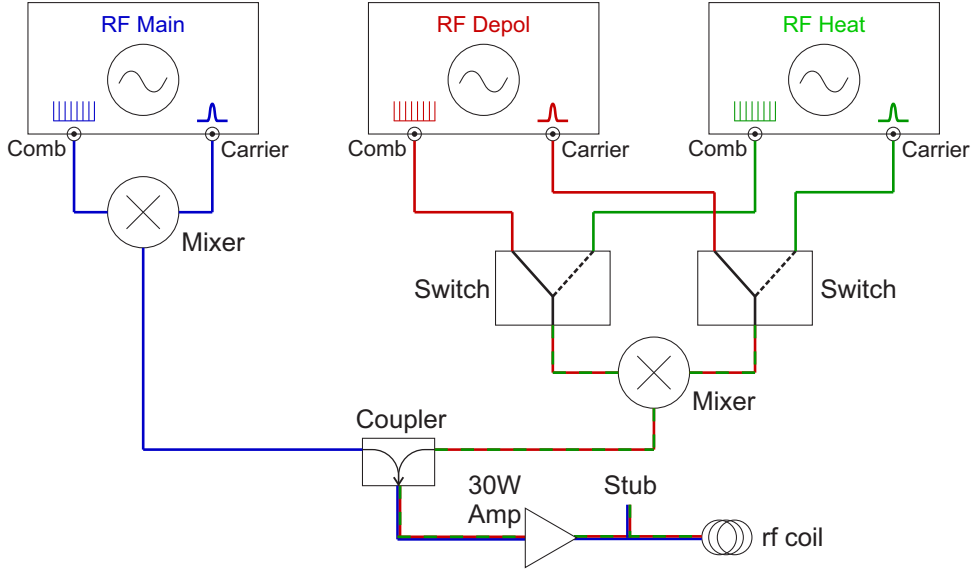 RF Main
RF Depol
RF Heat
Comb
Carrier
Comb
Carrier
Comb
Carrier
Mixer
Switch
Switch
Mixer
Coupler
30W
Amp
Stub
rf coil